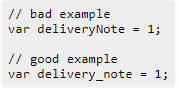 // bad example
var deliveryNote = 1;

// good example
var delivery_note = 1;